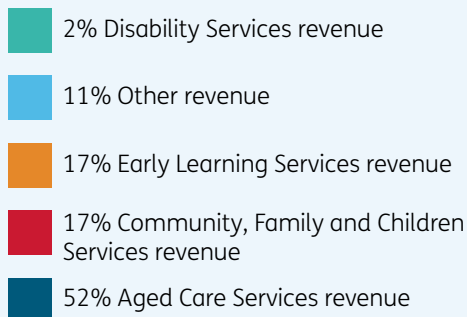 2% Disability Services revenue
11% Other revenue
17% Early Learning Services revenue
17% Community, Family and Children
Services revenue
52% Aged Care Services revenue